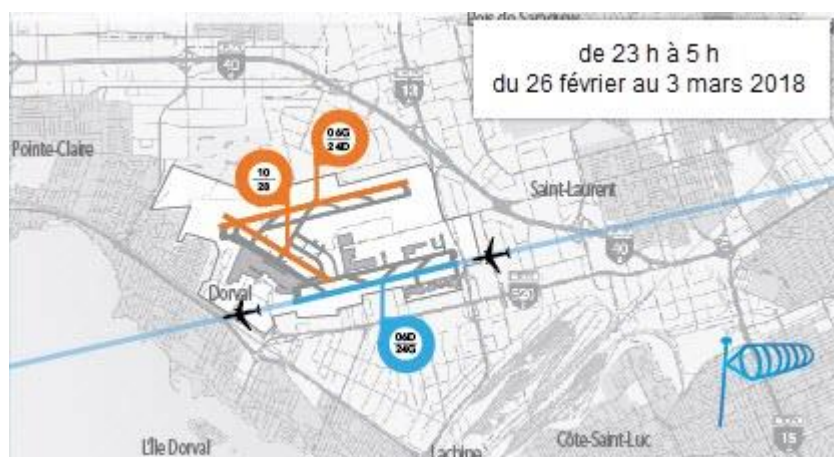 de 23 h à 5 h
du 26 février au 3 mars 2018
40
13
Pointe-Claire
06G
24D
10
28
Saint-Laurent
40
520
Dorval
06D
24G
L'île Dorval
Lachine
Côte-Saint-Luc
15